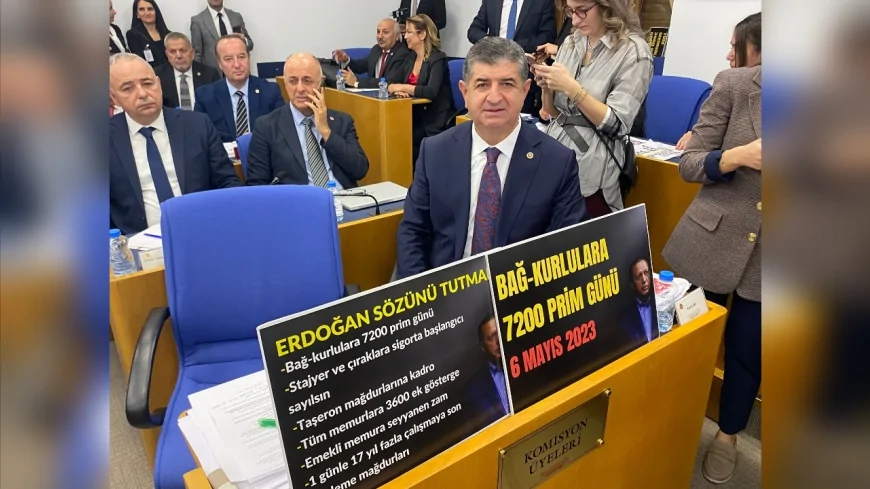 ERDOĞAN SÖZÜNÜ TUTMA
-Bağ-kurlulara 7200 prim günü
-Stajyer ve çıraklara sigorta başlangıcı
sayılsın
-Taşeron mağdurlarına kadro
-Tüm memurlara 3600 ek gösterge
-Emekli memura seyyanen zam
-1 günle 17 yıl fazla çalışmaya son
leme mağdurları
BAĞ-KURLULARA
7200 PRİM GÜNÜ
6 MAYIS 2023
KOMİSYON
ÜYELERİ